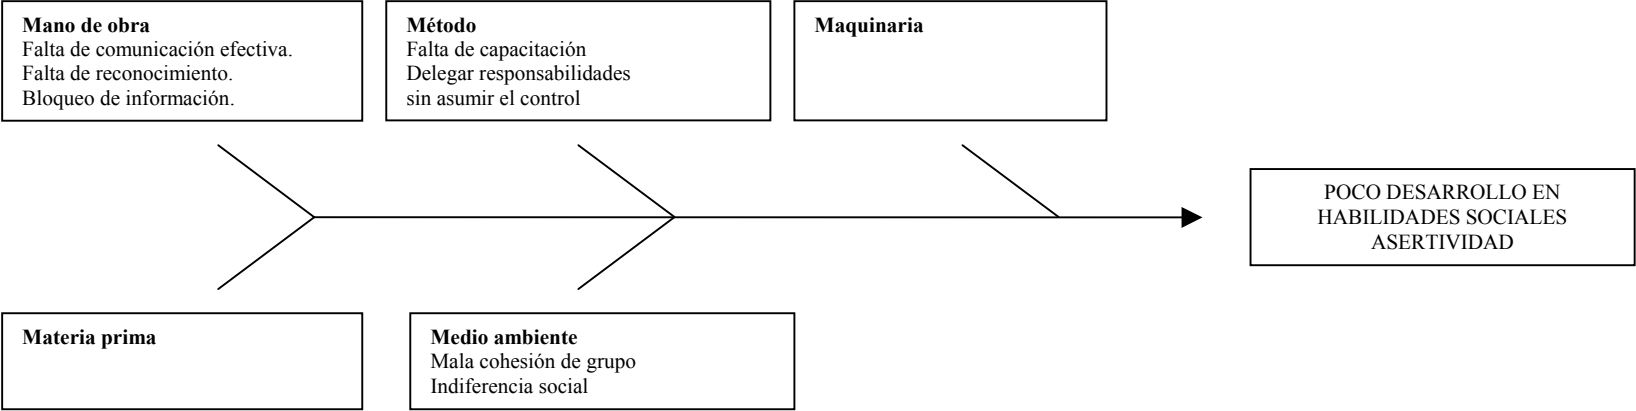 Mano de obra
Falta de comunicación efectiva.
Falta de reconocimiento.
Bloqueo de información.
Método
Falta de capacitación
Delegar responsabilidades
sin asumir el control
Maquinaria
POCO DESARROLLO EN
HABILIDADES SOCIALES
ASERTIVIDAD
Materia prima
Medio ambiente
Mala cohesión de grupo
Indiferencia social